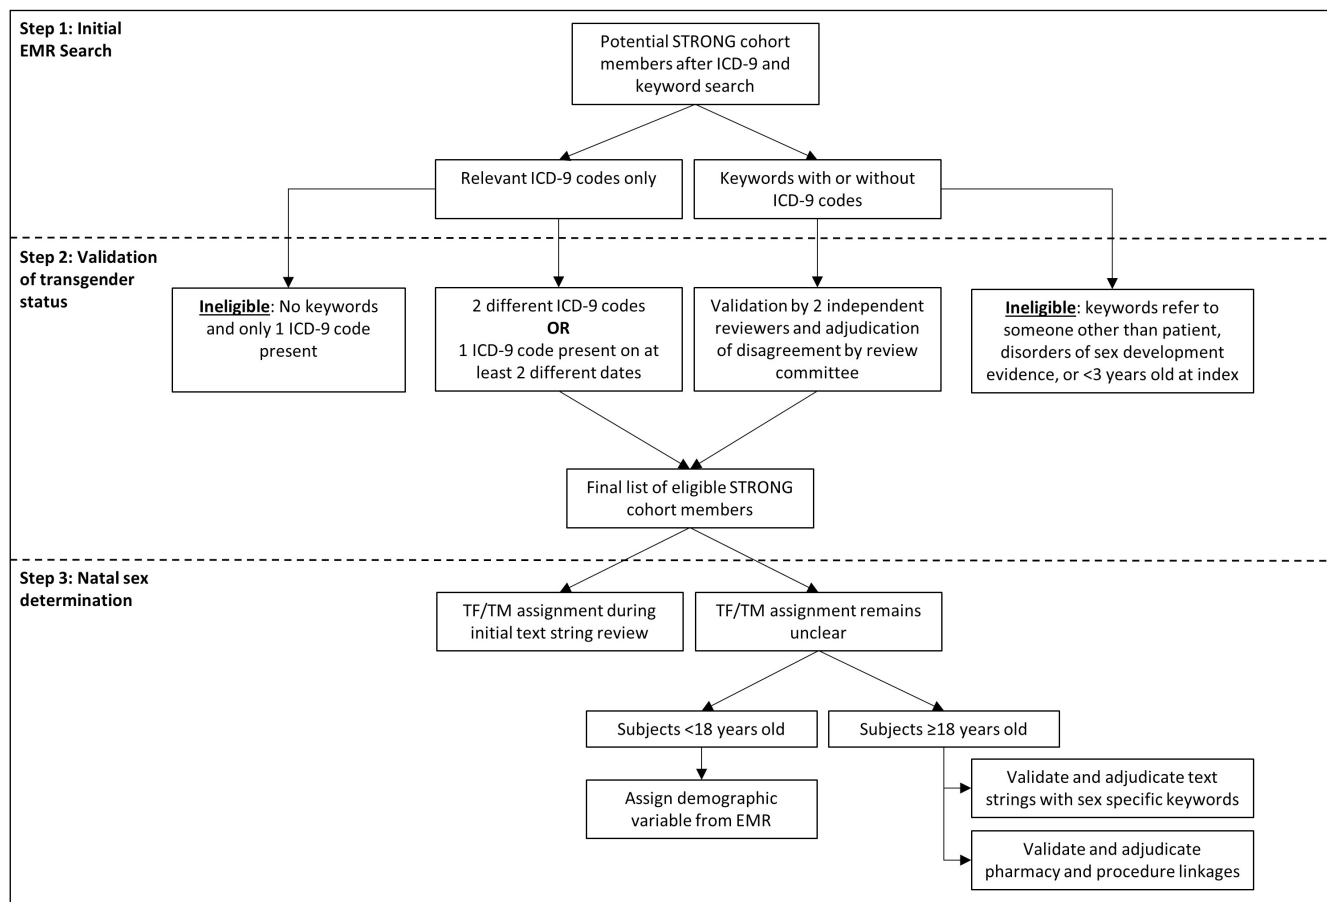 Step 1: Initial
EMR Search
Potential STRONG cohort
members after ICD-9 and
keyword search
Relevant ICD-9 codes only
Keywords with or without
ICD-9 codes
Step 2: Validation
of transgender
status
Ineligible: No keywords
and only 1 ICD-9 code
present
2 different ICD-9 codes
OR
1 ICD-9 code present on at
least 2 different dates
Validation by 2 independent
reviewers and adjudication
of disagreement by review
committee
Ineligible: keywords refer to
someone other than patient,
disorders of sex development
evidence, or <3 years old at index
Final list of eligible STRONG
cohort members
Step 3: Natal sex
determination
TF/TM assignment during
initial text string review
TF/TM assignment remains
unclear
Subjects <18 years old
Subjects ≥18 years old
Assign demographic
variable from EMR
Validate and adjudicate text
strings with sex specific keywords
Validate and adjudicate
pharmacy and procedure linkages